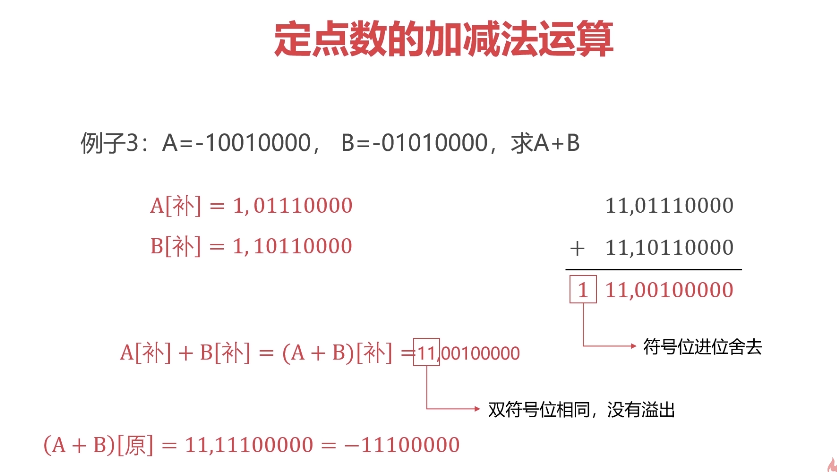 定点数的加减法运算
例子3：A=-10010000， B=-01010000，求A+B
A[补] = 1, 01110000
B[补] = 1, 10110000
11,01110000
+ 11,10110000
1 11,00100000
符号位进位舍去
A[补] + B[补] = (A + B)[补] =11,00100000
双符号位相同，没有溢出
(A + B)[原] = 11,11100000 = −11100000